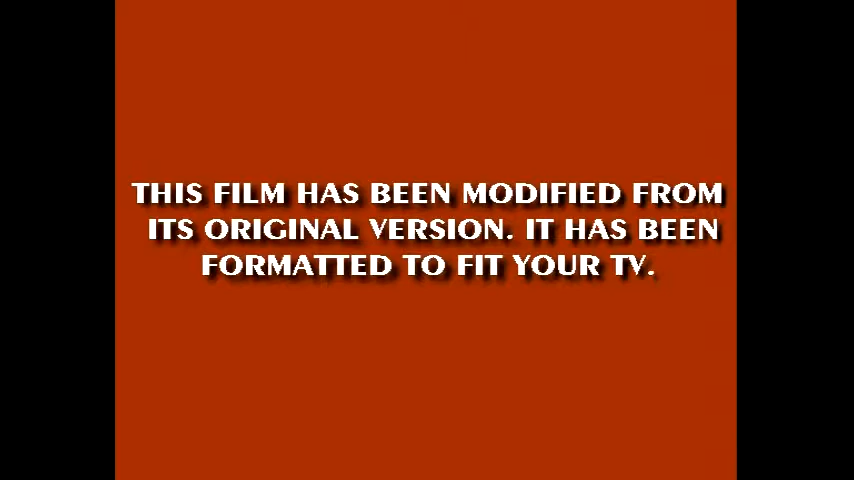 THIS FILM HAS BEEN MODIFIED FROM
ITS ORIGINAL VERSION. IT HAS BEEN
FORMATTED TO FIT YOUR TV.